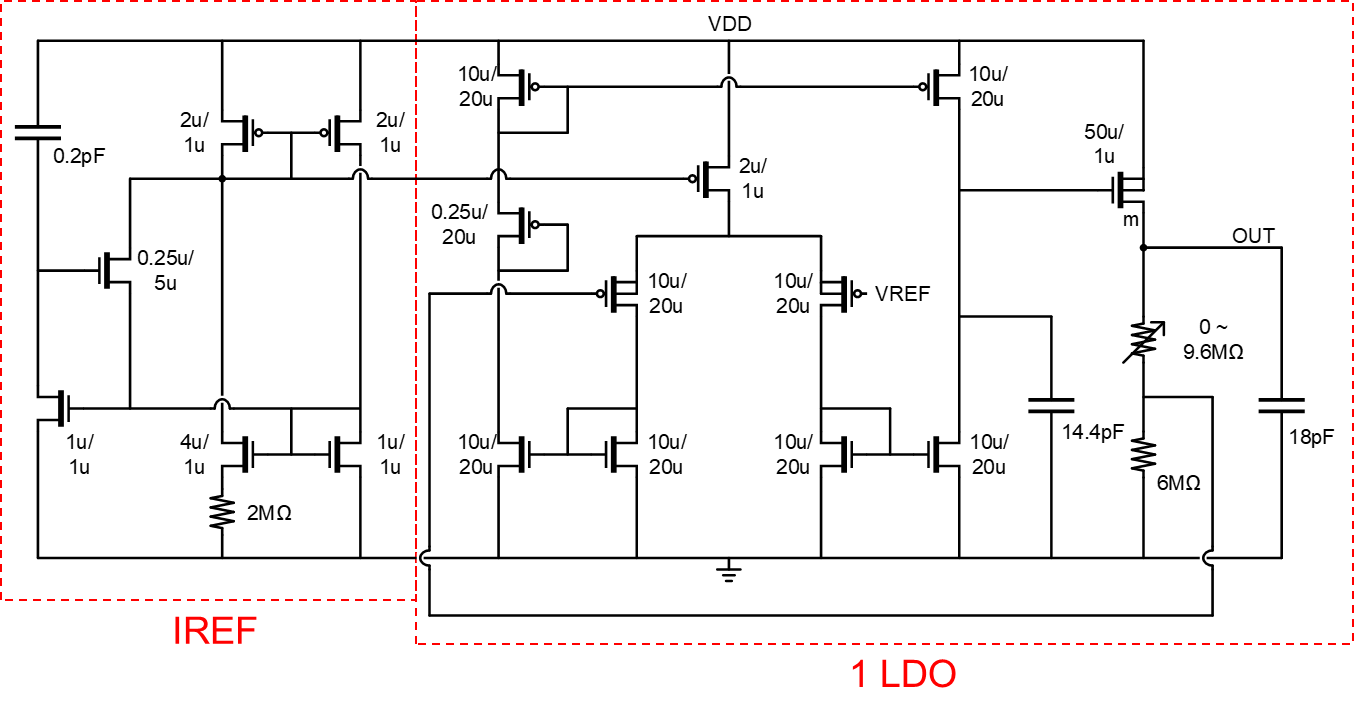 VDD
10u/
20u
10u/
20u
2u/
1u
2u/
1u
50u/
1u
0.2pF
2u/
1u
0.25u/
20u
m
OUT
0.25u/
5u
10u/
20u
10u/
20u
VREF
0 ~
9.6MΩ
1u/
1u
4u/
1u
1u/
1u
10u/
20u
10u/
20u
10u/
20u
10u/
20u
14.4pF
18pF
6MΩ
2MΩ
IREF
1 LDO